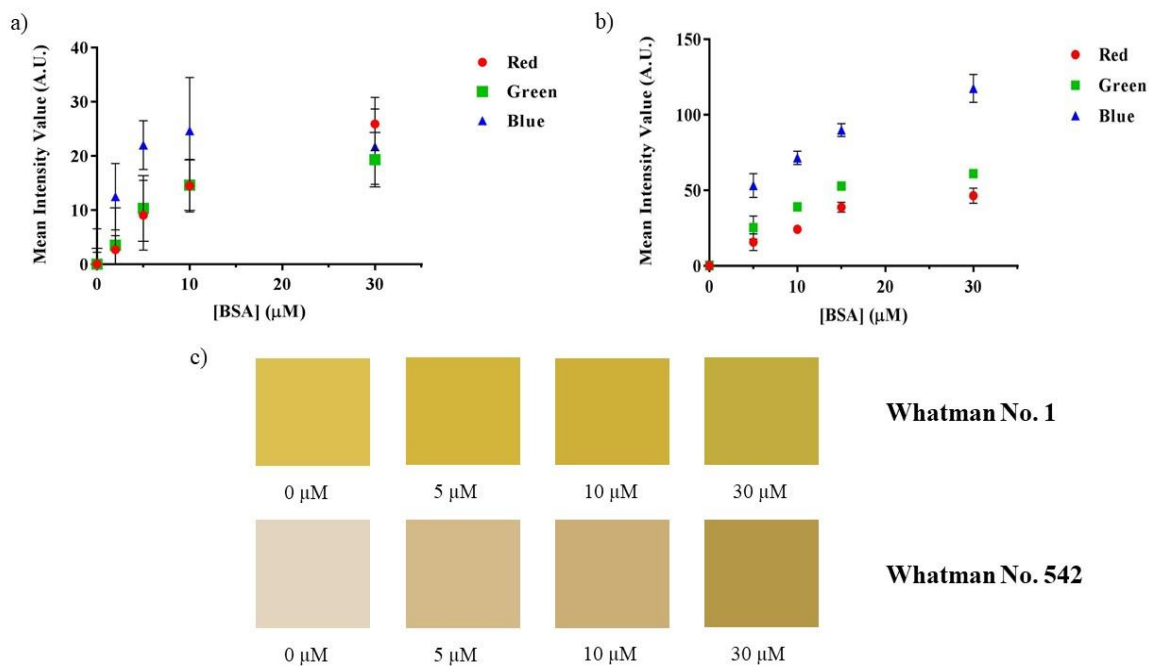 a)
40
30
20
10
0
Mean Intensity Value (A.U.)
0 10 20 30
[BSA] (μM)
Red
Green
Blue
b)
150
100
50
0
Mean Intensity Value (A.U.)
0 10 20 30
[BSA] (μM)
Red
Green
Blue
c)
Whatman No. 1
0 μM 5 μM 10 μM 30 μM
Whatman No. 542
0 μM 5 μM 10 μM 30 μM